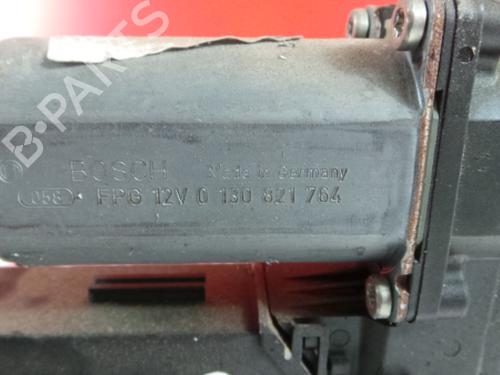 B-PARTS
BOSCH Made in Germany
058 FPG 12V 0 130 821 764